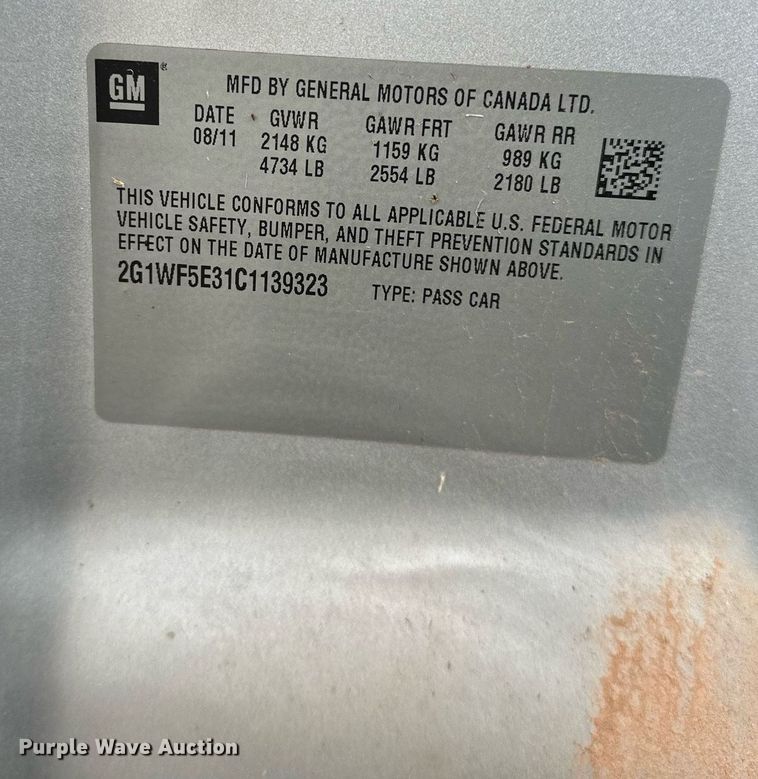 GM
MFD BY GENERAL MOTORS OF CANADA LTD.
DATE GVWR GAWR FRT GAWR RR
08/11 2148 KG 1159 KG 989 KG
4734 LB 2554 LB 2180 LB
THIS VEHICLE CONFORMS TO ALL APPLICABLE U.S. FEDERAL MOTOR
VEHICLE SAFETY, BUMPER, AND THEFT PREVENTION STANDARDS IN
EFFECT ON THE DATE OF MANUFACTURE SHOWN ABOVE.
2G1WF5E31C1139323 TYPE: PASS CAR
Purple Wave Auction